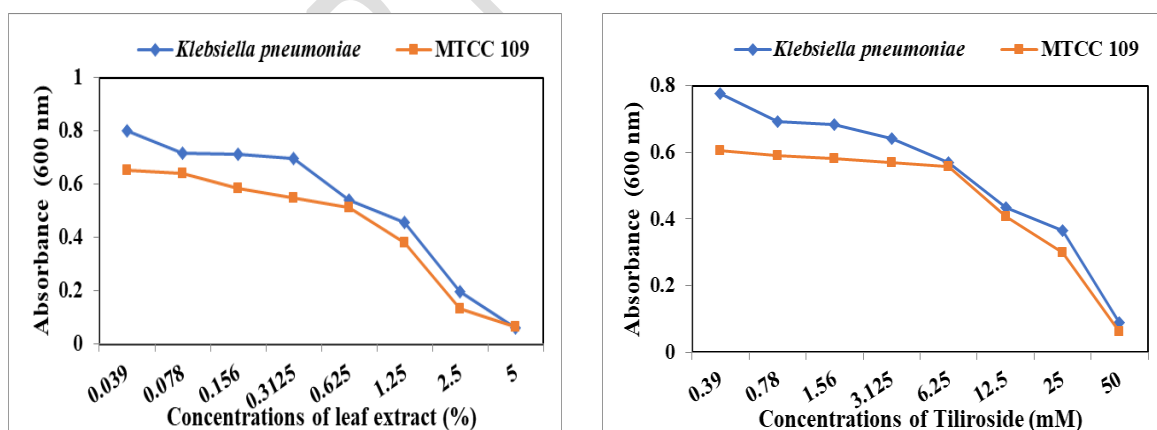 Klebsiella pneumoniae MTCC 109
1
0.8
0.6
0.4
0.2
0
Absorbance (600 nm)
0.039 0.078 0.156 0.3125 0.625 1.25 2.5 5
Concentrations of leaf extract (%)
Klebsiella pneumoniae MTCC 109
0.8
0.6
0.4
0.2
0
Absorbance (600 nm)
0.39 0.78 1.56 3.125 6.25 12.5 25 50
Concentrations of Tiliroside (mM)